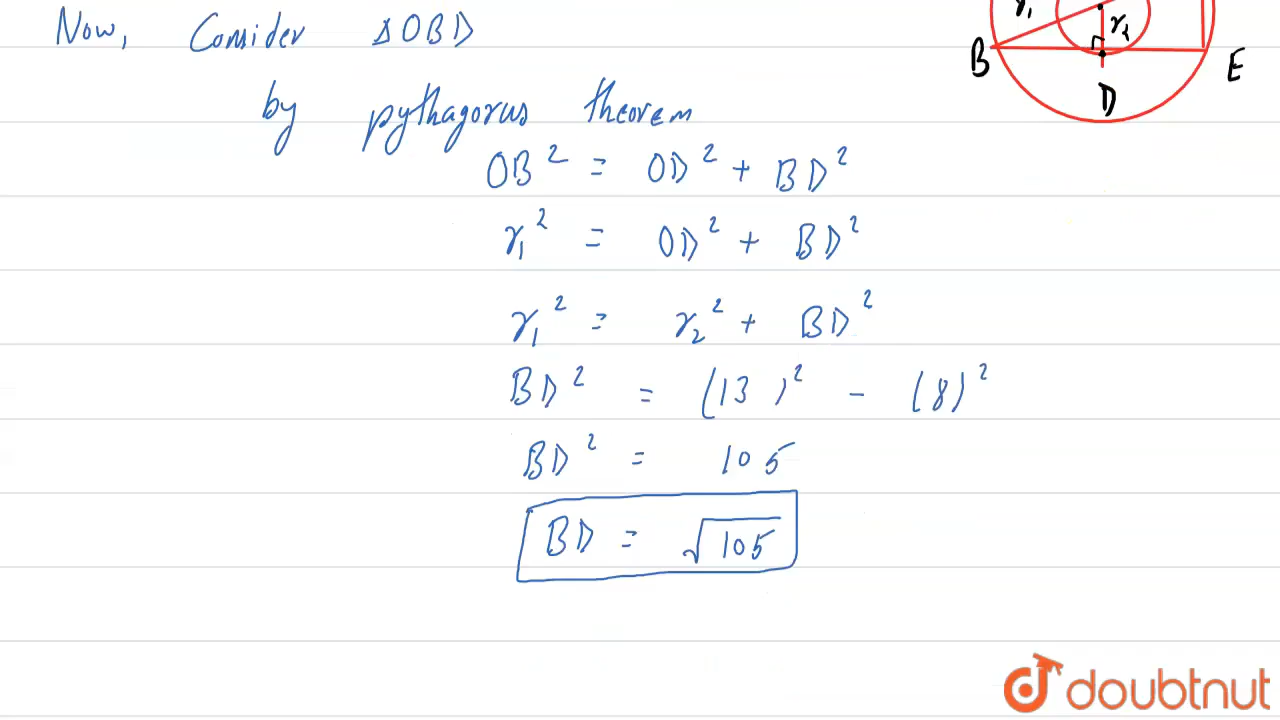 Now, Consider ΔOBD
by pythagorus theorem
OB² = OD² + BD²
r₁² = OD² + BD²
r₁² = r₂² + BD²
BD² = (13)² - (8)²
BD² = 105
BD = √105
r₁
r₂
B
E
D
doubtnut